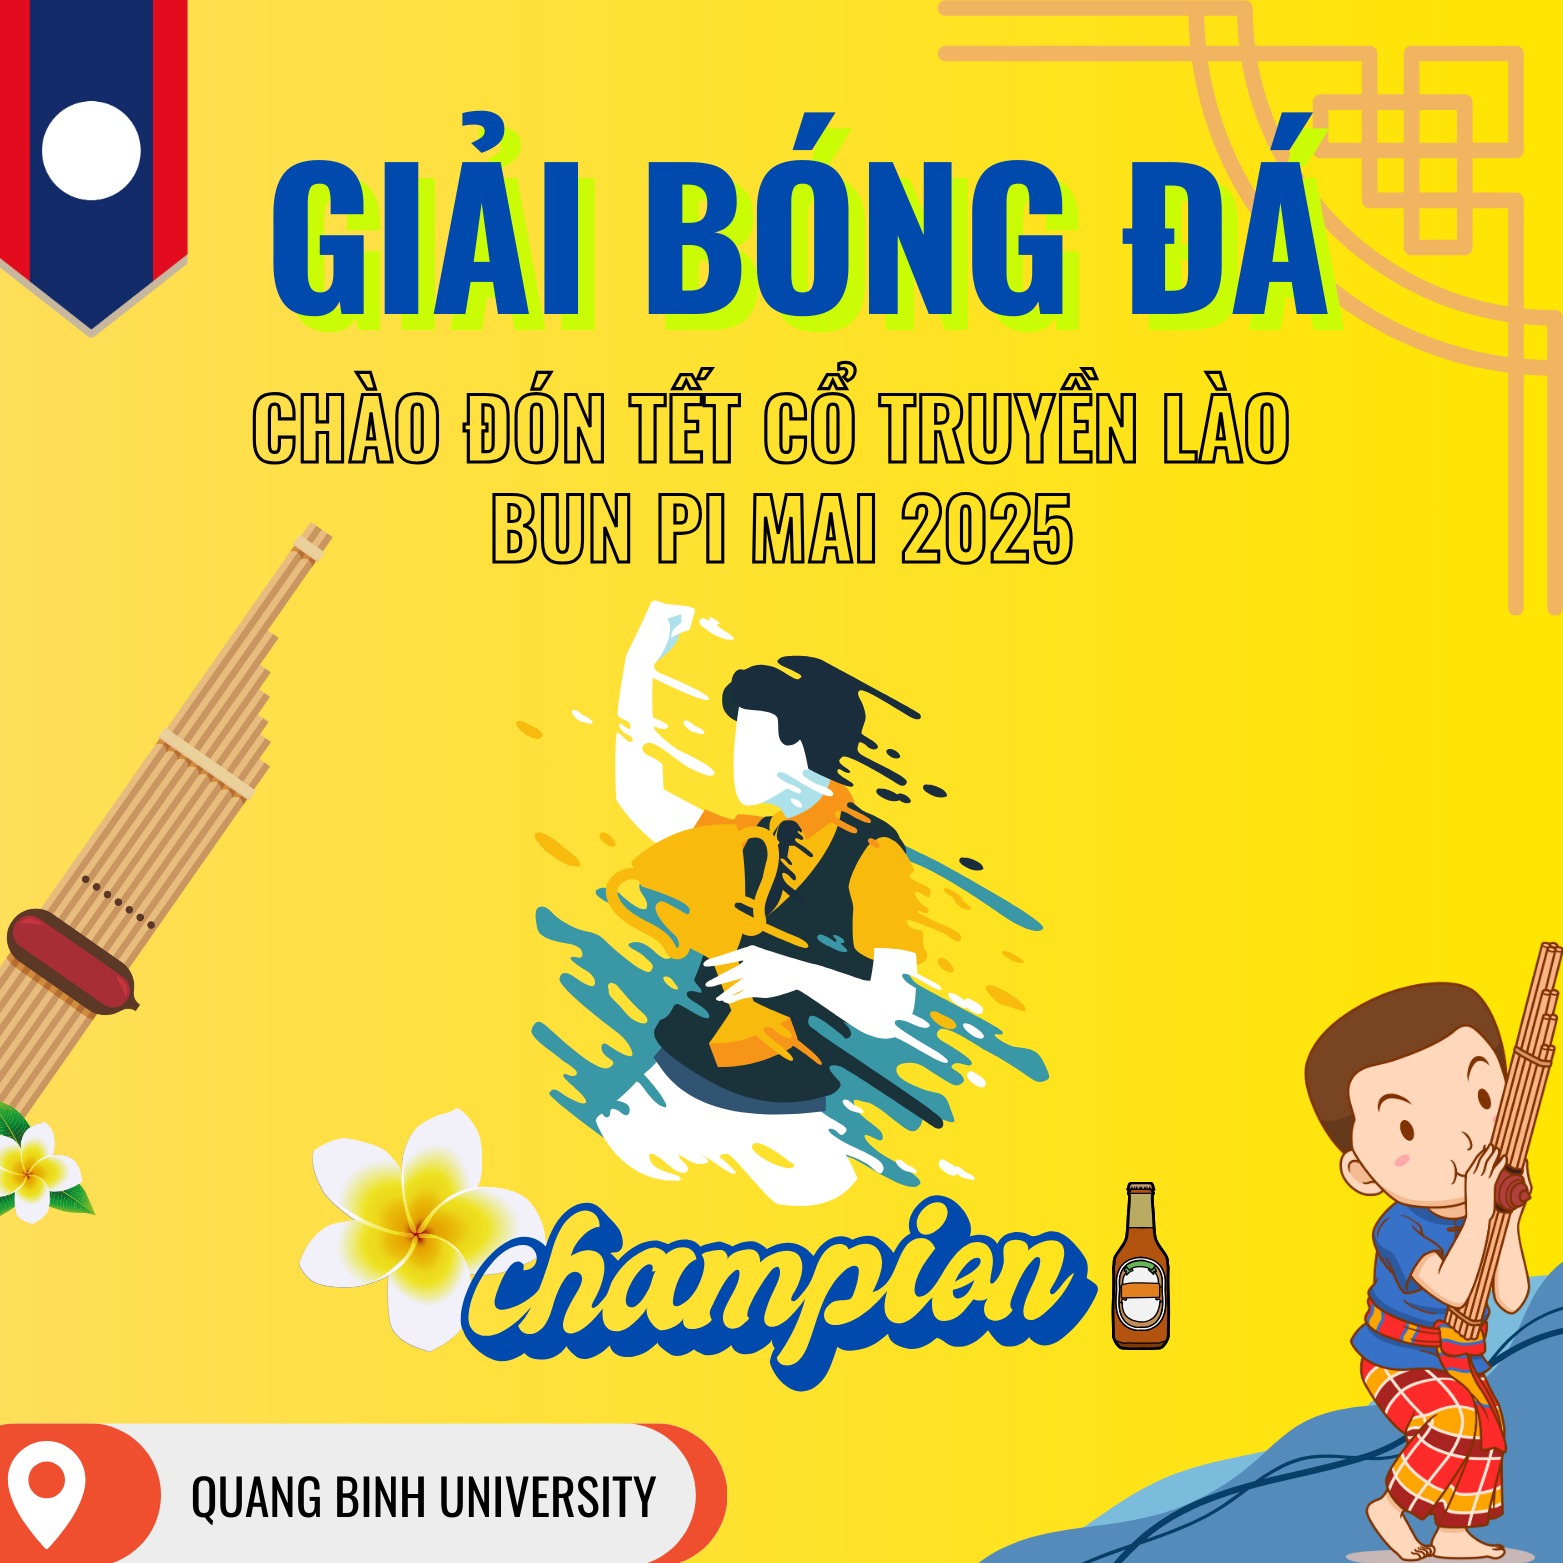 GIẢI BÓNG ĐÁ
CHÀO ĐÓN TẾT CỔ TRUYỀN LÀO
BUN PI MAI 2025
champion
QUANG BINH UNIVERSITY